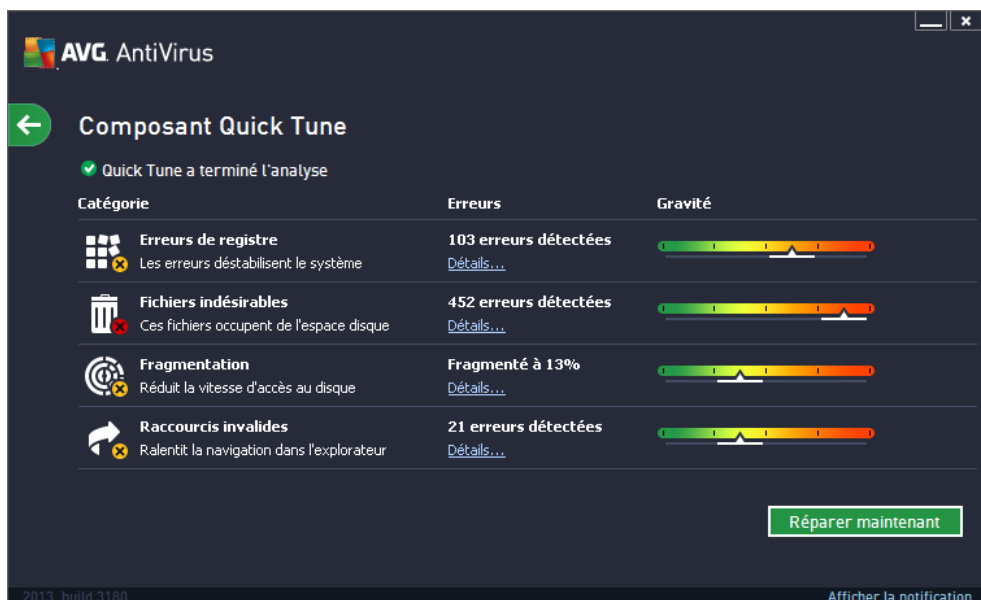 AVG. AntiVirus
Composant Quick Tune
Quick Tune a terminé l'analyse
Catégorie Erreurs Gravité
Erreurs de registre 103 erreurs détectées
Les erreurs déstabilisent le système Détails...
Fichiers indésirables 452 erreurs détectées
Ces fichiers occupent de l'espace disque Détails...
Fragmentation Fragmenté à 13%
Réduit la vitesse d'accès au disque Détails...
Raccourcis invalides 21 erreurs détectées
Ralentit la navigation dans l'explorateur Détails...
Réparer maintenant
2013 build 3180 Afficher la notification